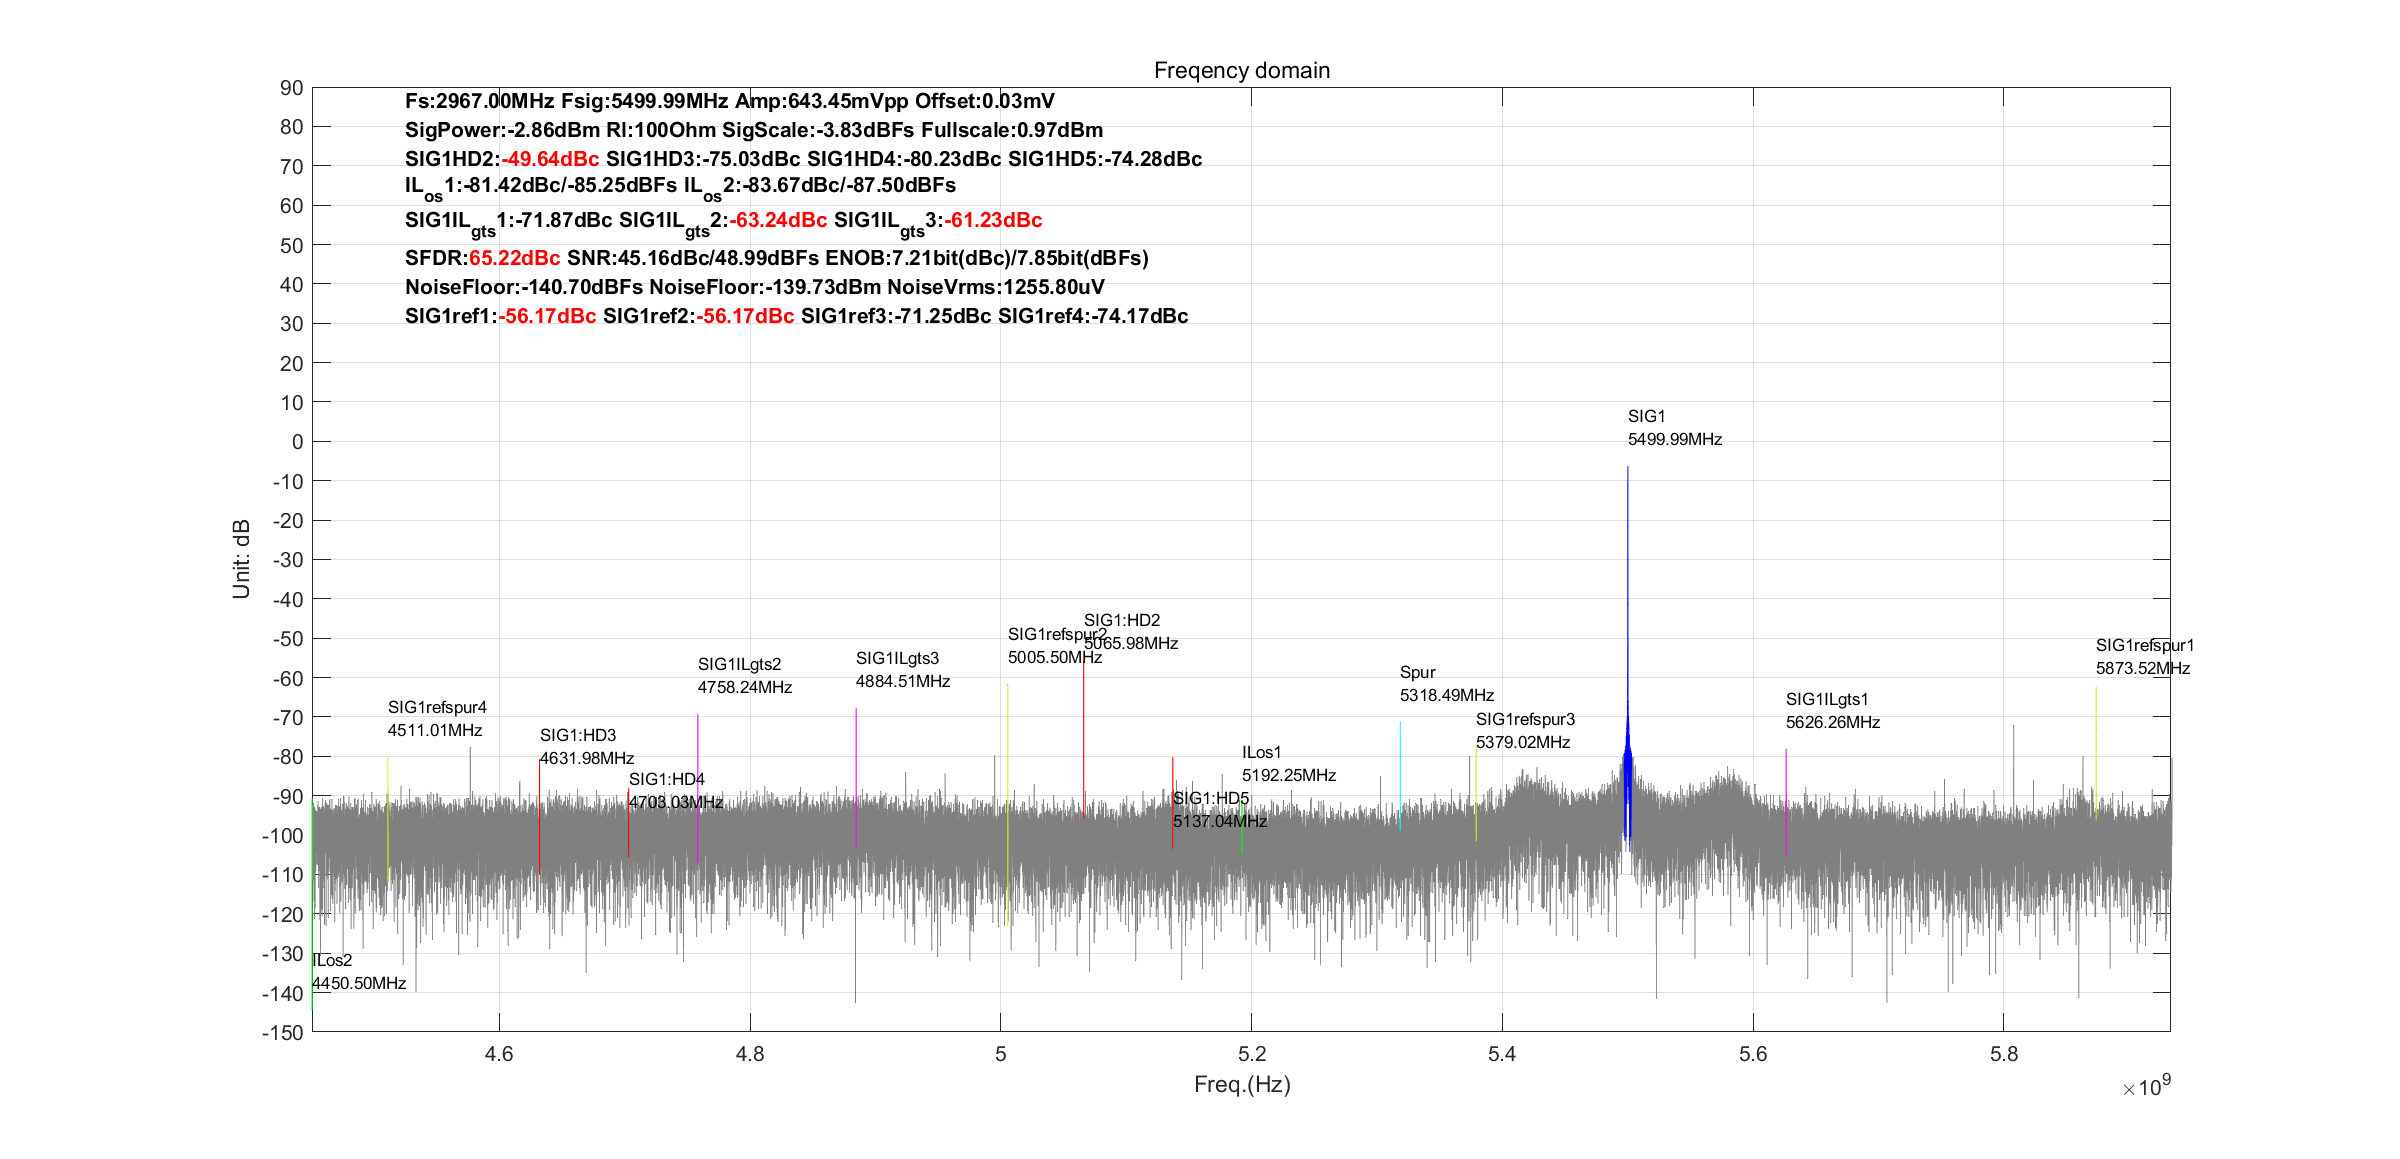 Freqency domain
Fs:2967.00MHz Fsig:5499.99MHz Amp:643.45mVpp Offset:0.03mV
SigPower:-2.86dBm Rl:100Ohm SigScale:-3.83dBFs Fullscale:0.97dBm
SIG1HD2:-49.64dBc SIG1HD3:-75.03dBc SIG1HD4:-80.23dBc SIG1HD5:-74.28dBc
ILos1:-81.42dBc/-85.25dBFs ILos2:-83.67dBc/-87.50dBFs
SIG1ILgts1:-71.87dBc SIG1ILgts2:-63.24dBc SIG1ILgts3:-61.23dBc
SFDR:65.22dBc SNR:45.16dBc/48.99dBFs ENOB:7.21bit(dBc)/7.85bit(dBFs)
NoiseFloor:-140.70dBFs NoiseFloor:-139.73dBm NoiseVrms:1255.80uV
SIG1ref1:-56.17dBc SIG1ref2:-56.17dBc SIG1ref3:-71.25dBc SIG1ref4:-74.17dBc
90
80
70
60
50
40
30
20
10
0
-10
-20
-30
-40
-50
-60
-70
-80
-90
-100
-110
-120
-130
-140
-150
Unit: dB
SIG1
5499.99MHz
SIG1:HD2
5065.98MHz
SIG1refspur2
5005.50MHz
SIG1refspur1
5873.52MHz
SIG1ILgts3
4884.51MHz
SIG1ILgts2
4758.24MHz
Spur
5318.49MHz
SIG1ILgts1
5626.26MHz
SIG1refspur4
4511.01MHz
SIG1refspur3
5379.02MHz
SIG1:HD3
4631.98MHz
ILos1
5192.25MHz
SIG1:HD4
4703.03MHz
SIG1:HD5
5137.04MHz
ILos2
4450.50MHz
4.6
4.8
5
5.2
5.4
5.6
5.8
Freq.(Hz)
×10^9